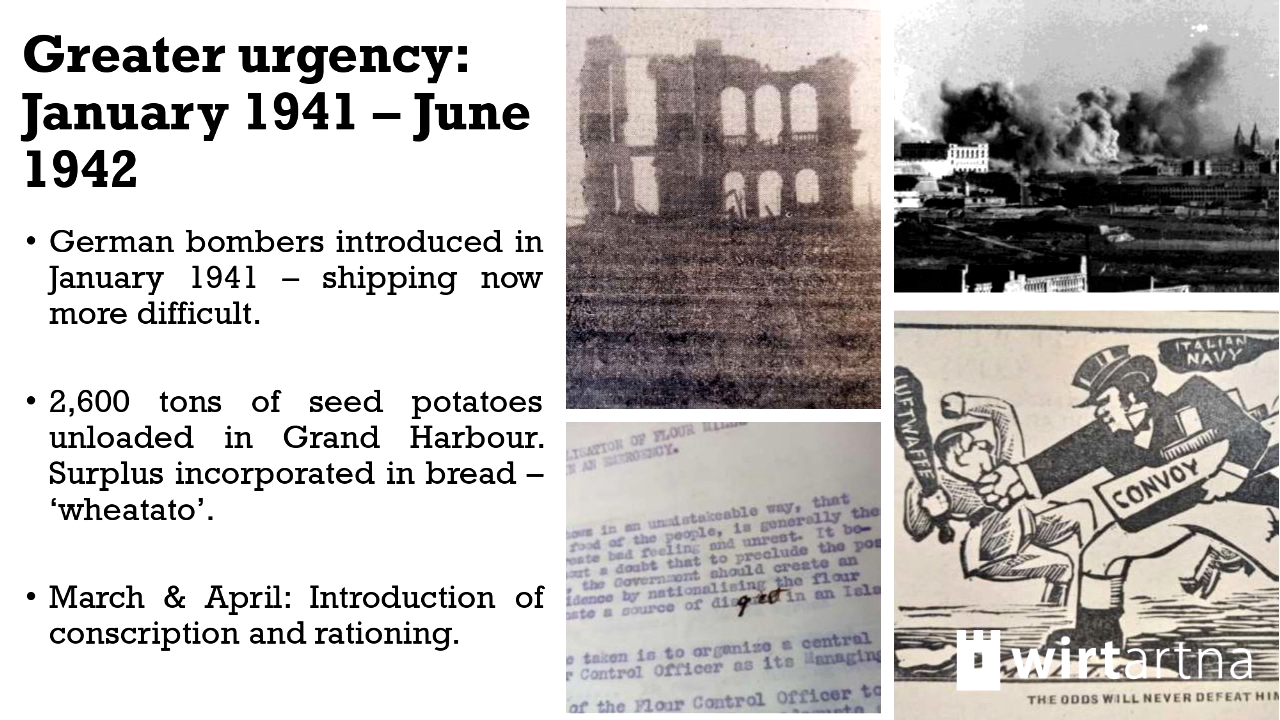 Greater urgency:
January 1941 – June
1942
• German bombers introduced in
January 1941 – shipping now
more difficult.
• 2,600 tons of seed potatoes
unloaded in Grand Harbour.
Surplus incorporated in bread –
‘wheatato’.
• March & April: Introduction of
conscription and rationing.
LISATION OF FLOUR
IN AN EMERGENCY.
in an unmistakeable way, that
food of the people, is generally the
bad feeling and unrest. It be-
a doubt that to preclude the pos
the Government should create an
idence by nationalising the flour
a source of in an Isla
taken is to organize a central
Control Officer as its Managing
of the Flour Control Officer to
adequate
ITALIAN
NAVY
LUFTWAFFE
CONVOY
wirtartna
THE ODDS WILL NEVER DEFEAT HIM